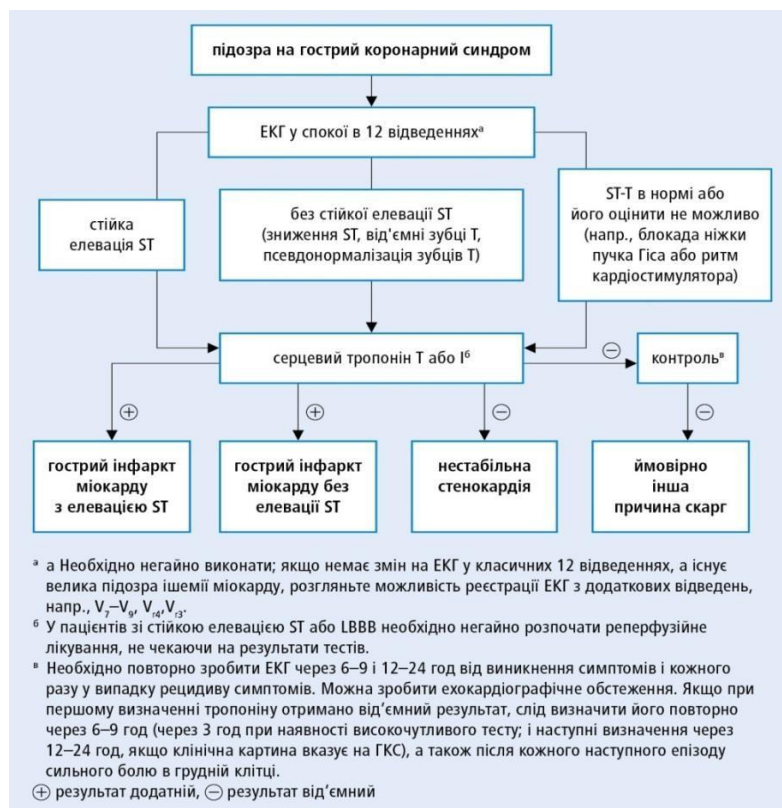 підозра на гострий коронарний синдром
ЕКГ у спокої в 12 відведеннях^а
стійка
елевація ST
без стійкої елевації ST
(зниження ST, від'ємні зубці Т,
псевдонормалізація зубців Т)
ST-T в нормі або
його оцінити не можливо
(напр., блокада ніжки
пучка Гіса або ритм
кардіостимулятора)
серцевий тропонін Т або І^б
⊖
контроль^в
⊕
⊕
⊖
⊖
гострий інфаркт
міокарду
з елевацією ST
гострий інфаркт
міокарду без
елевації ST
нестабільна
стенокардія
ймовірно
інша
причина скарг
^а а Необхідно негайно виконати; якщо немає змін на ЕКГ у класичних 12 відведеннях, а існує
велика підозра ішемії міокарду, розгляньте можливість реєстрації ЕКГ з додаткових відведень,
напр., V₇–V₉, Vr₄,Vr₃.
^б У пацієнтів зі стійкою елевацією ST або LBBB необхідно негайно розпочати реперфузійне
лікування, не чекаючи на результати тестів.
^в Необхідно повторно зробити ЕКГ через 6–9 і 12–24 год від виникнення симптомів і кожного
разу у випадку рецидиву симптомів. Можна зробити ехокардіографічне обстеження. Якщо при
першому визначенні тропоніну отримано від’ємний результат, слід визначити його повторно
через 6–9 год (через 3 год при наявності височутливого тесту; і наступні визначення через
12–24 год, якщо клінічна картина вказує на ГКС), а також після кожного наступного епізоду
сильного болю в грудній клітці.
⊕ результат додатній, ⊖ результат від’ємний